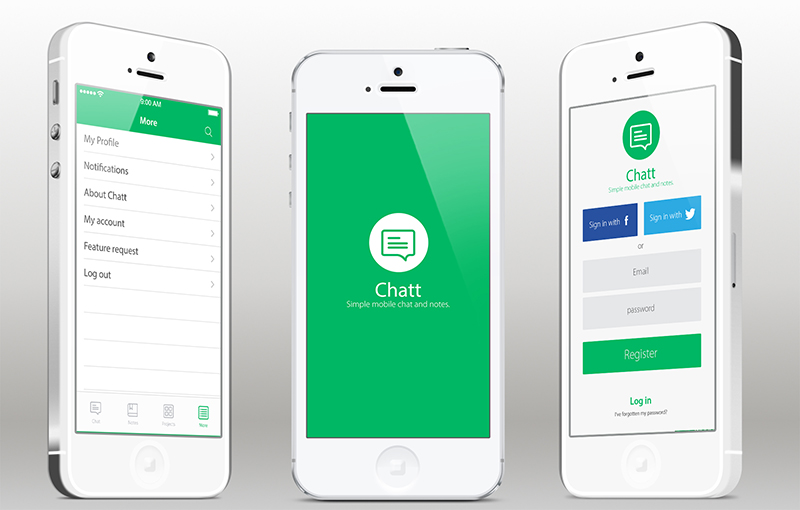 9:00 AM
More
My Profile
Notifications
About Chatt
My account
Feature request
Log out
Chat
Notes
Projects
More
Chatt
Simple mobile chat and notes.
Chatt
Simple mobile chat and notes.
Sign in with f
Sign in with
or
Email
password
Register
Log in
I've forgotten my password?